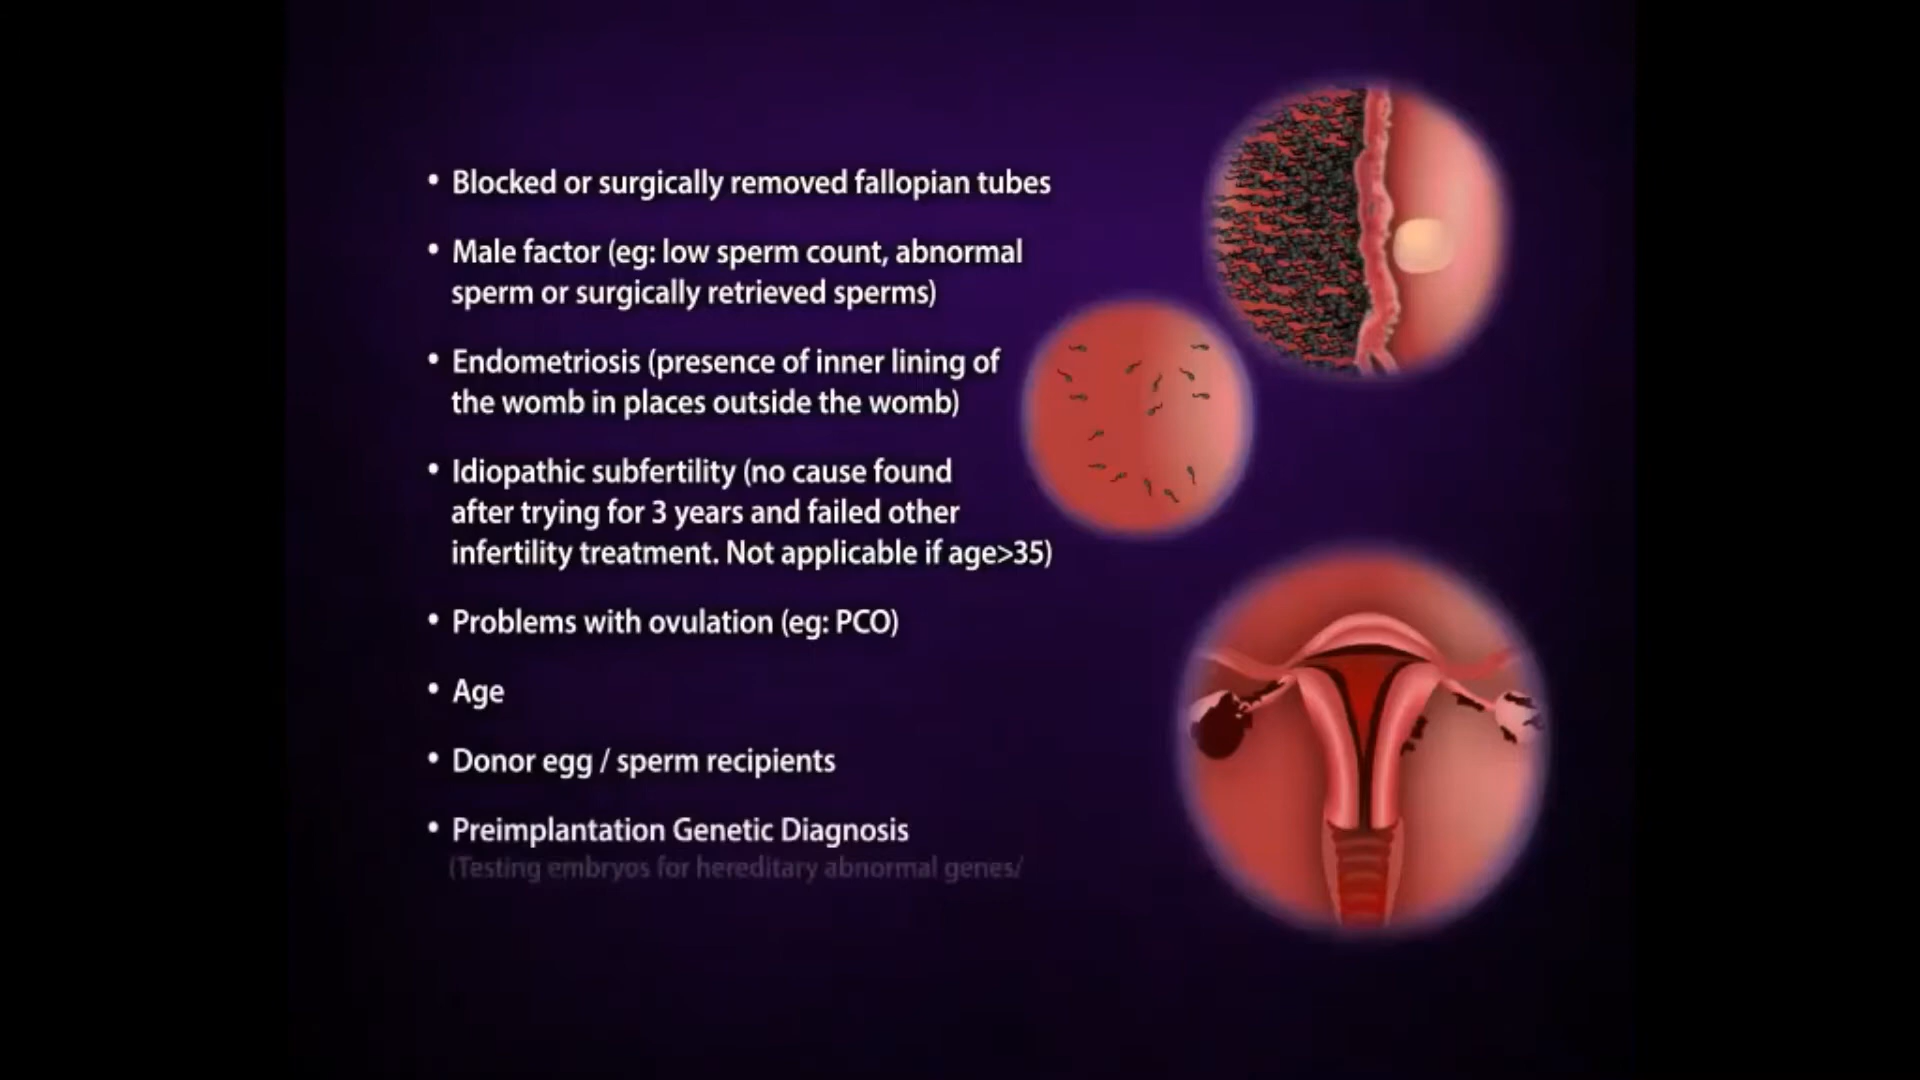 • Blocked or surgically removed fallopian tubes
• Male factor (eg: low sperm count, abnormal
sperm or surgically retrieved sperms)
• Endometriosis (presence of inner lining of
the womb in places outside the womb)
• Idiopathic subfertility (no cause found
after trying for 3 years and failed other
infertility treatment. Not applicable if age>35)
• Problems with ovulation (eg: PCO)
• Age
• Donor egg / sperm recipients
• Preimplantation Genetic Diagnosis
(Testing embryos for hereditary abnormal genes/